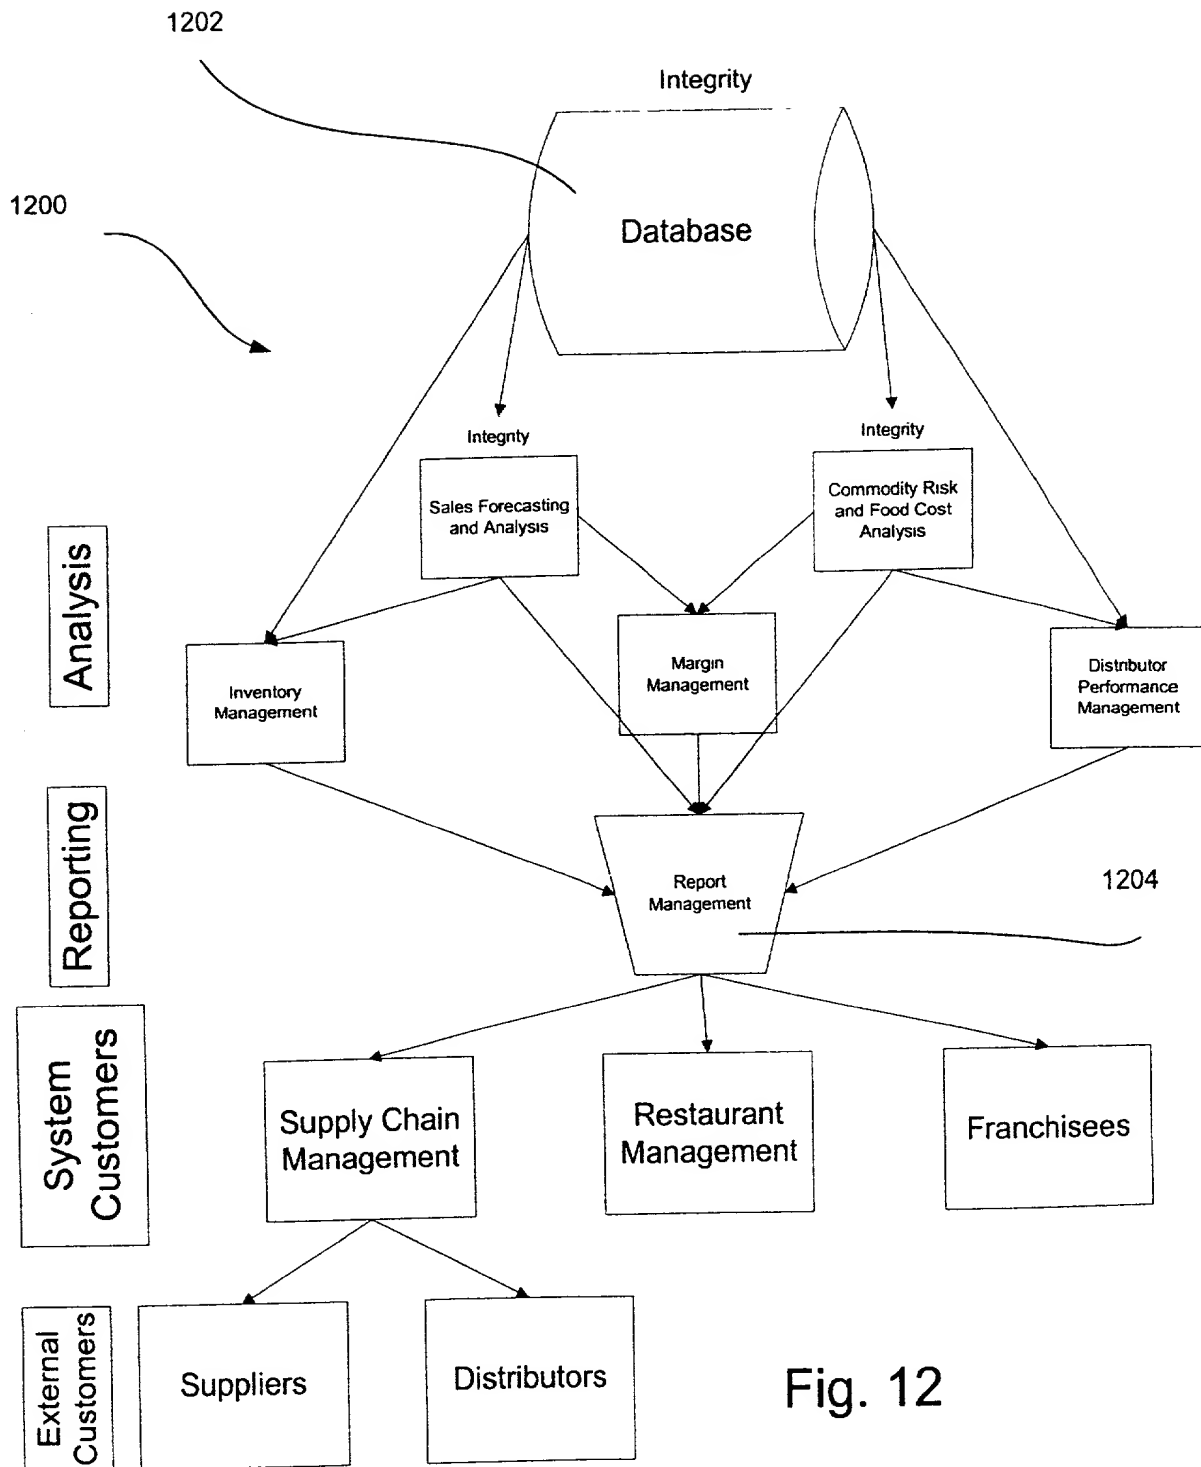 1202
Integrity
1200
Database
Integrity
Integrity
Sales Forecasting
and Analysis
Commodity Risk
and Food Cost
Analysis
Analysis
Inventory
Management
Margin
Management
Distributor
Performance
Management
Reporting
Report
Management
1204
System
Customers
Supply Chain
Management
Restaurant
Management
Franchisees
External
Customers
Suppliers
Distributors
Fig. 12